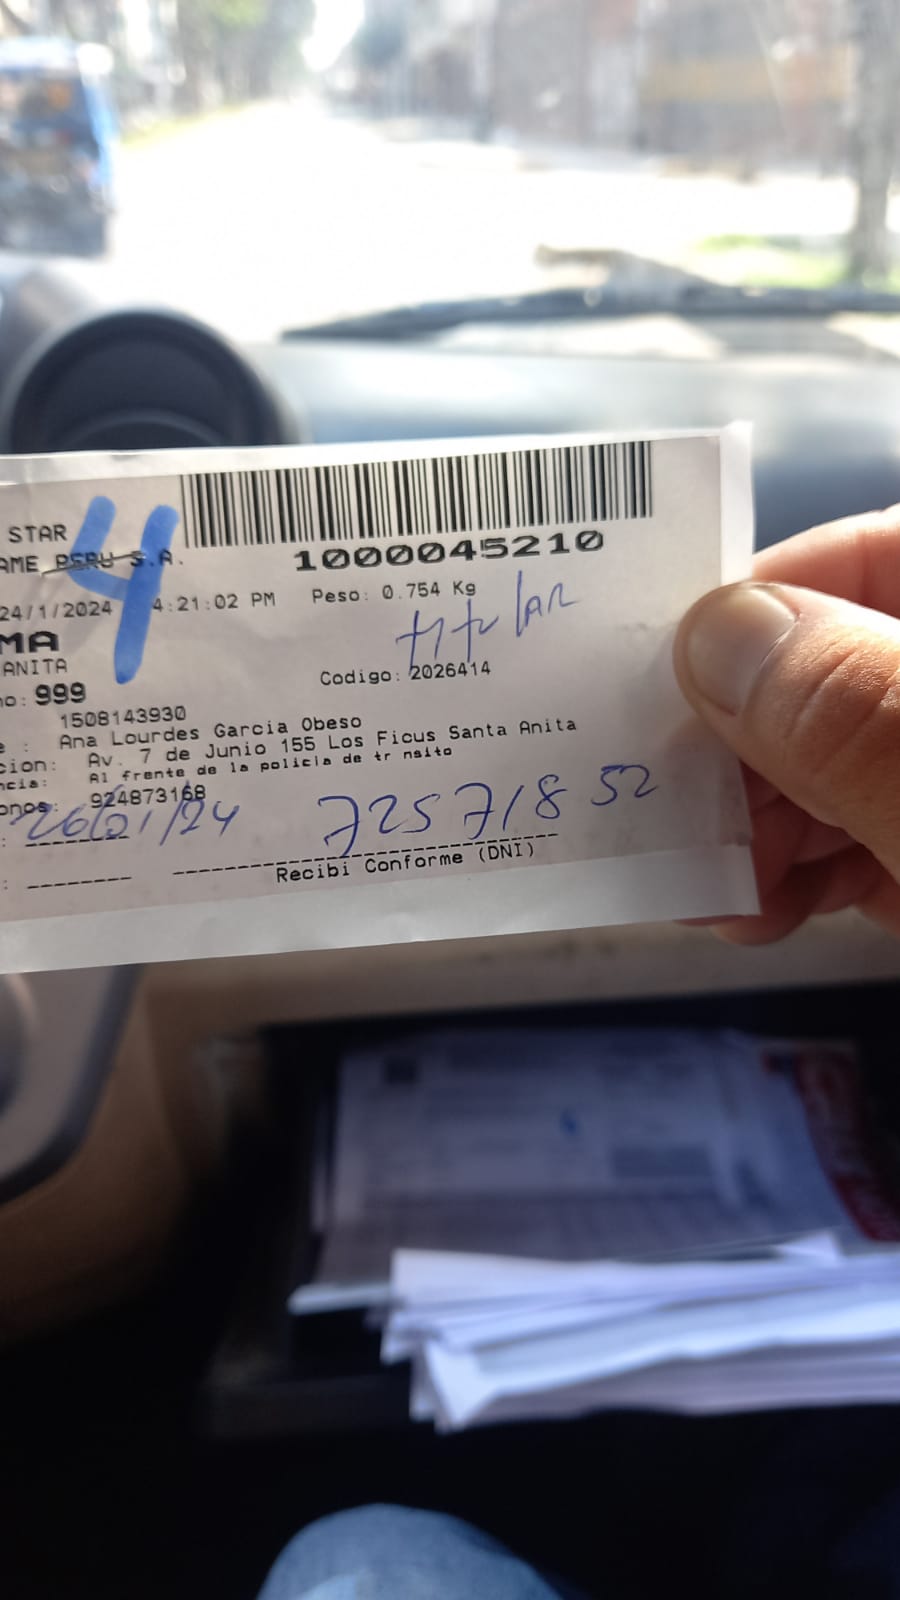 STAR
4
AME PERU S.A.
1000045210
24/1/2024 4:21:02 PM Peso: 0.754 Kg
MA
titular
ANITA
Codigo: 2026414
no: 999
1508143930
e : Ana Lourdes Garcia Obeso
cion: Av. 7 de Junio 155 Los Ficus Santa Anita
ncia: Al frente de la policia de tr nsito
onos: 924873168
: 26/01/24 72571852
: Recibi Conforme (DNI)